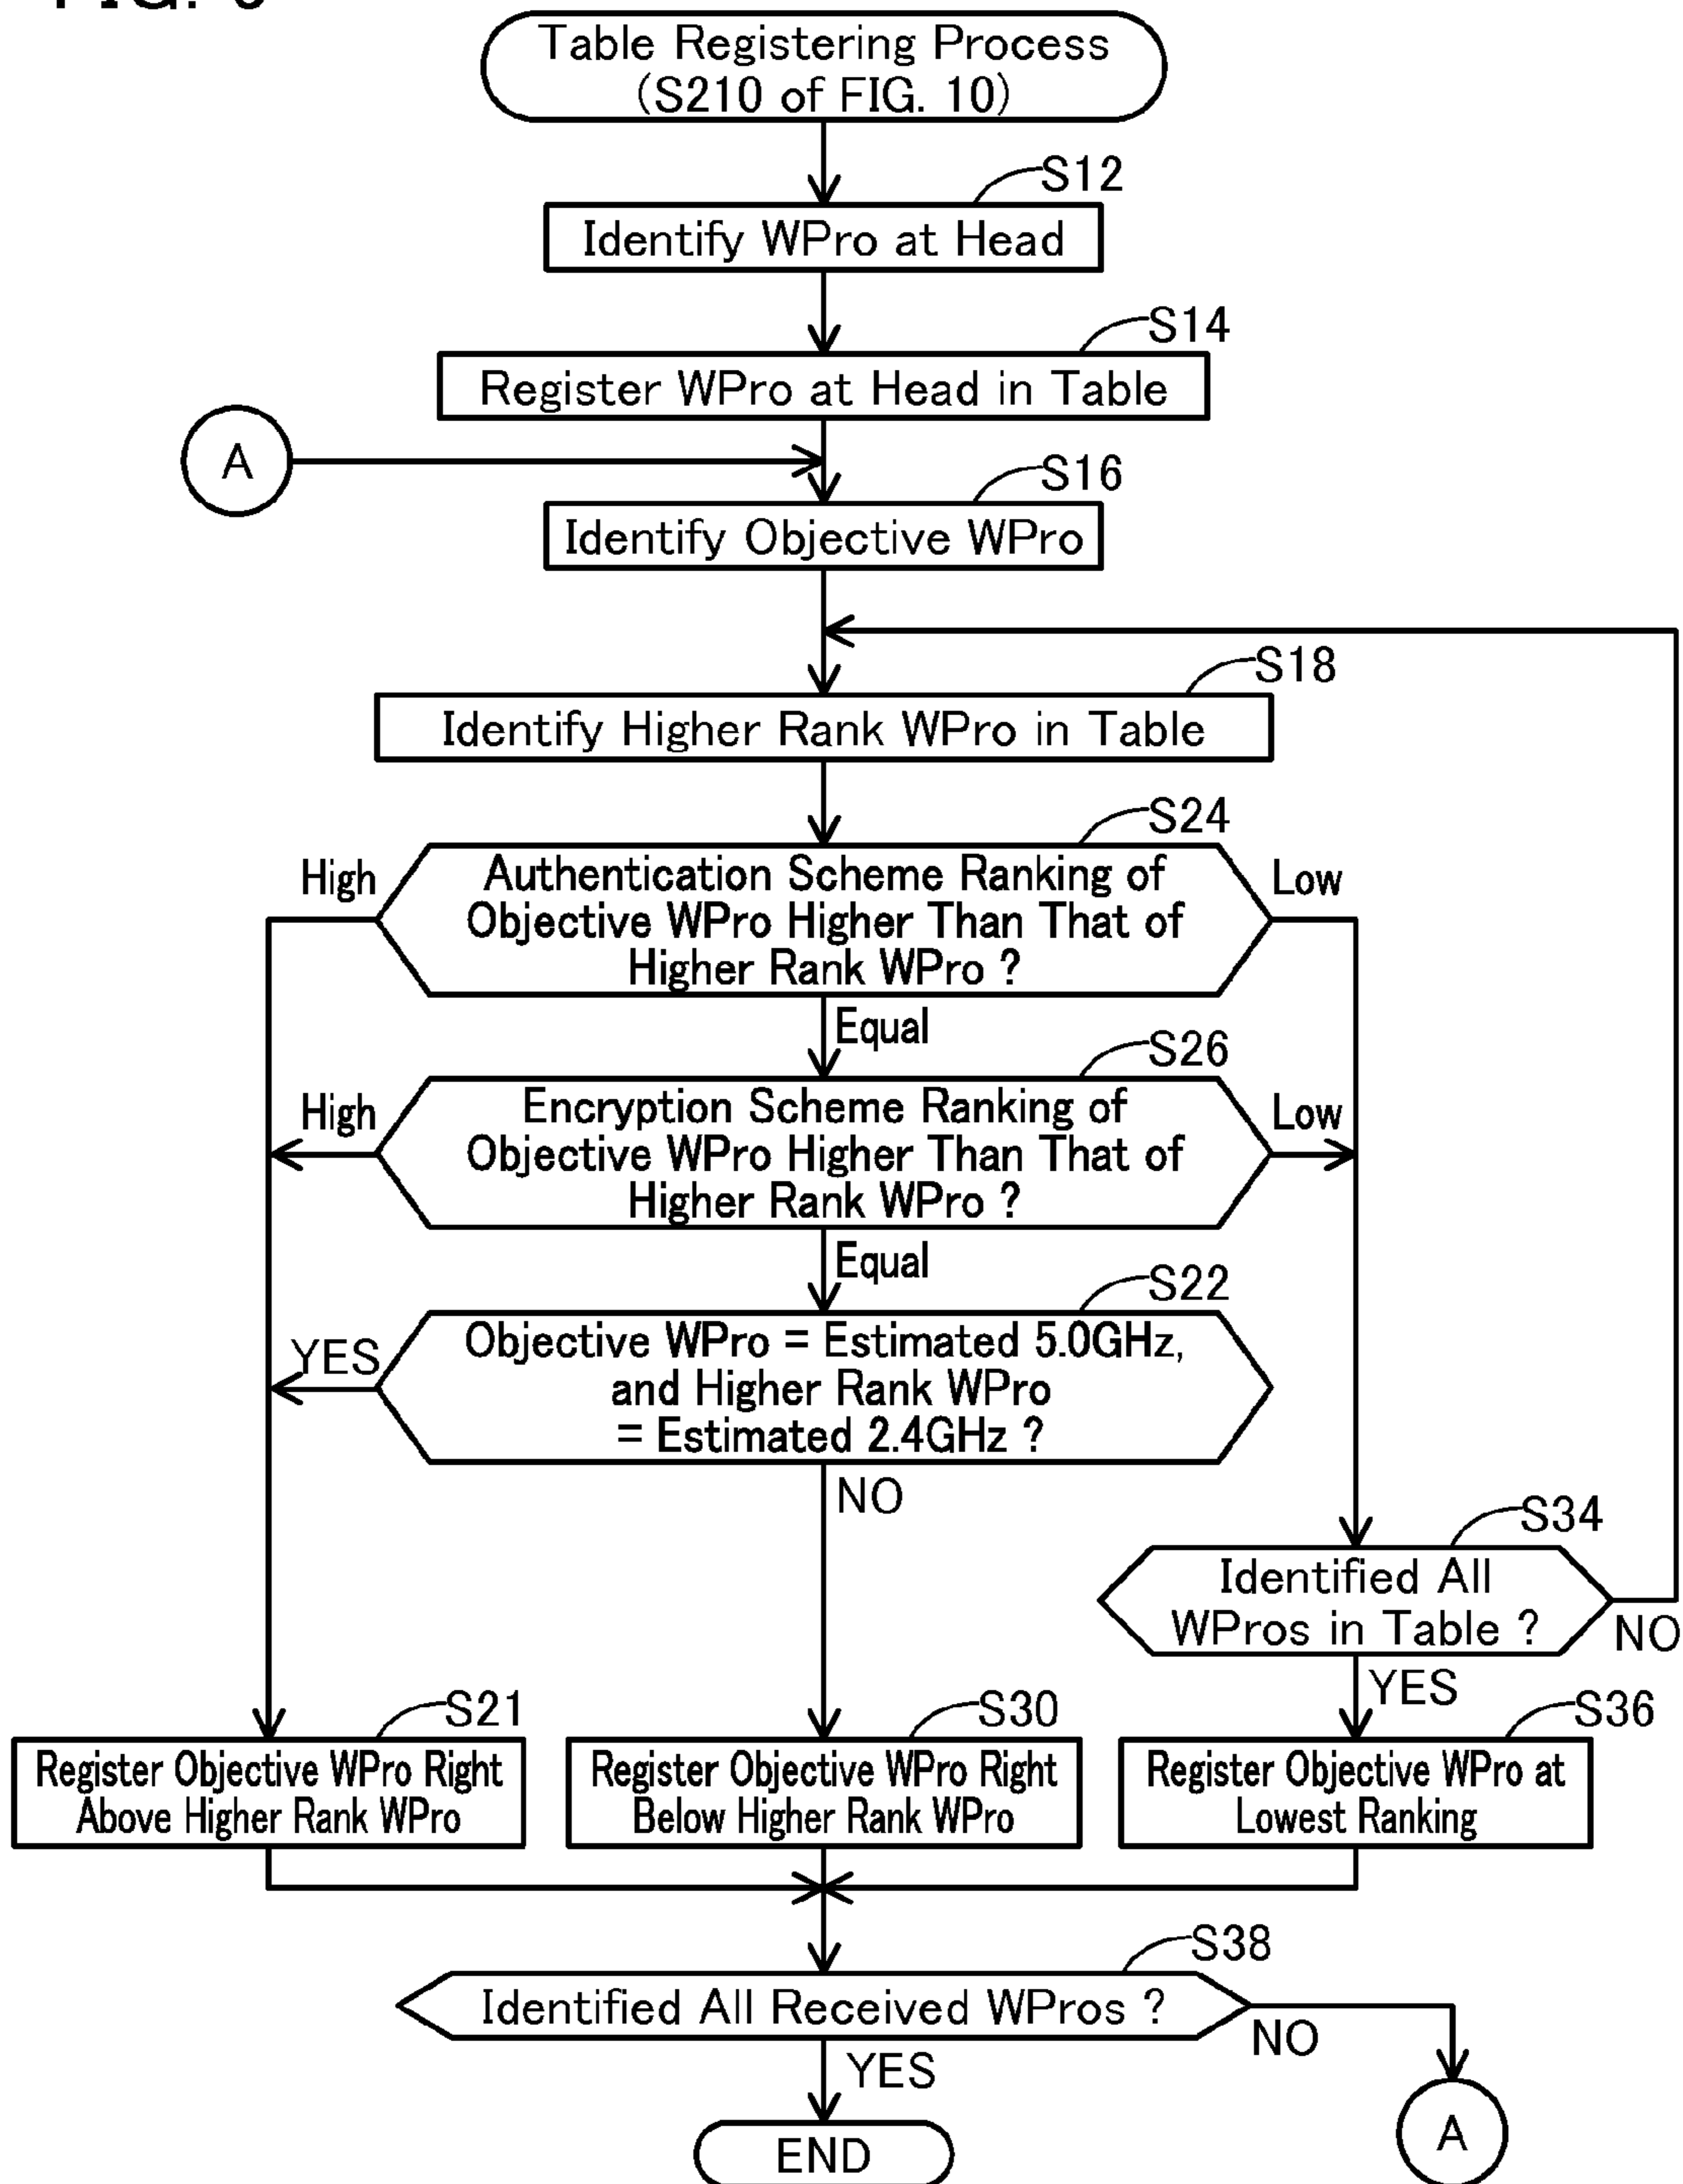 Table Registering Process
(S210 of FIG. 10)
S12
Identify WPro at Head
S14
Register WPro at Head in Table
A
S16
Identify Objective WPro
S18
Identify Higher Rank WPro in Table
S24
High
Authentication Scheme Ranking of
Objective WPro Higher Than That of
Higher Rank WPro ?
Low
Equal
S26
High
Encryption Scheme Ranking of
Objective WPro Higher Than That of
Higher Rank WPro ?
Low
Equal
S22
YES
Objective WPro = Estimated 5.0GHz,
and Higher Rank WPro
= Estimated 2.4GHz ?
NO
S34
Identified All
WPros in Table ?
NO
YES
S21
Register Objective WPro Right
Above Higher Rank WPro
S30
Register Objective WPro Right
Below Higher Rank WPro
S36
Register Objective WPro at
Lowest Ranking
S38
Identified All Received WPros ?
NO
YES
A
END